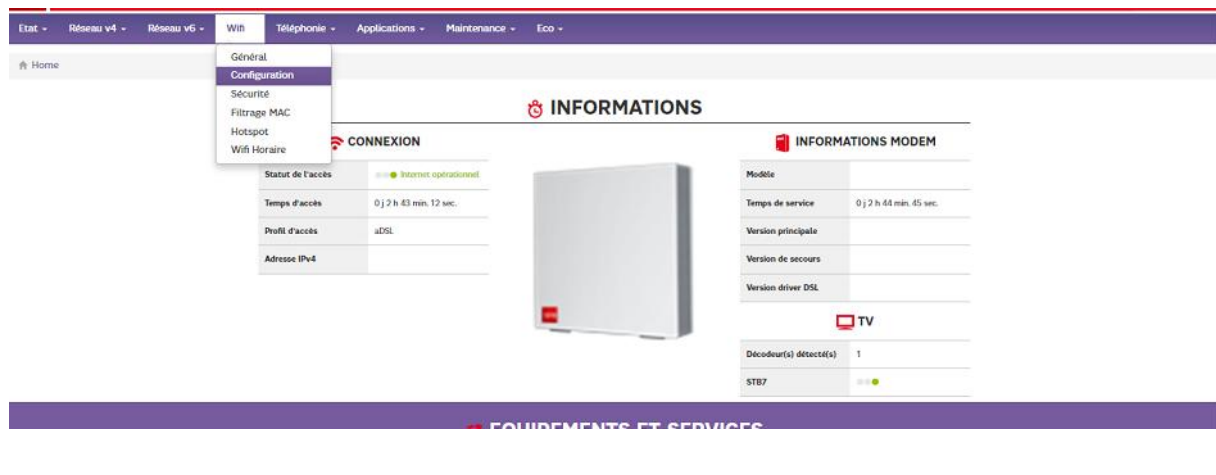 Etat Réseau v4 Réseau v6 Wifi Téléphonie Applications Maintenance Eco
Home
Général
Configuration
Sécurité
Filtrage MAC
Hotspot
Wifi Horaire
INFORMATIONS
CONNEXION
Statut de l'accès Internet opérationnel
Temps d'accès 0 j 2 h 43 min. 12 sec.
Profil d'accès aDSL
Adresse IPv4
INFORMATIONS MODEM
Modèle
Temps de service 0 j 2 h 44 min. 45 sec.
Version principale
Version de secours
Version driver DSL
TV
Décodeur(s) détecté(s) 1
STB7
EQUIPEMENTS ET SERVICES